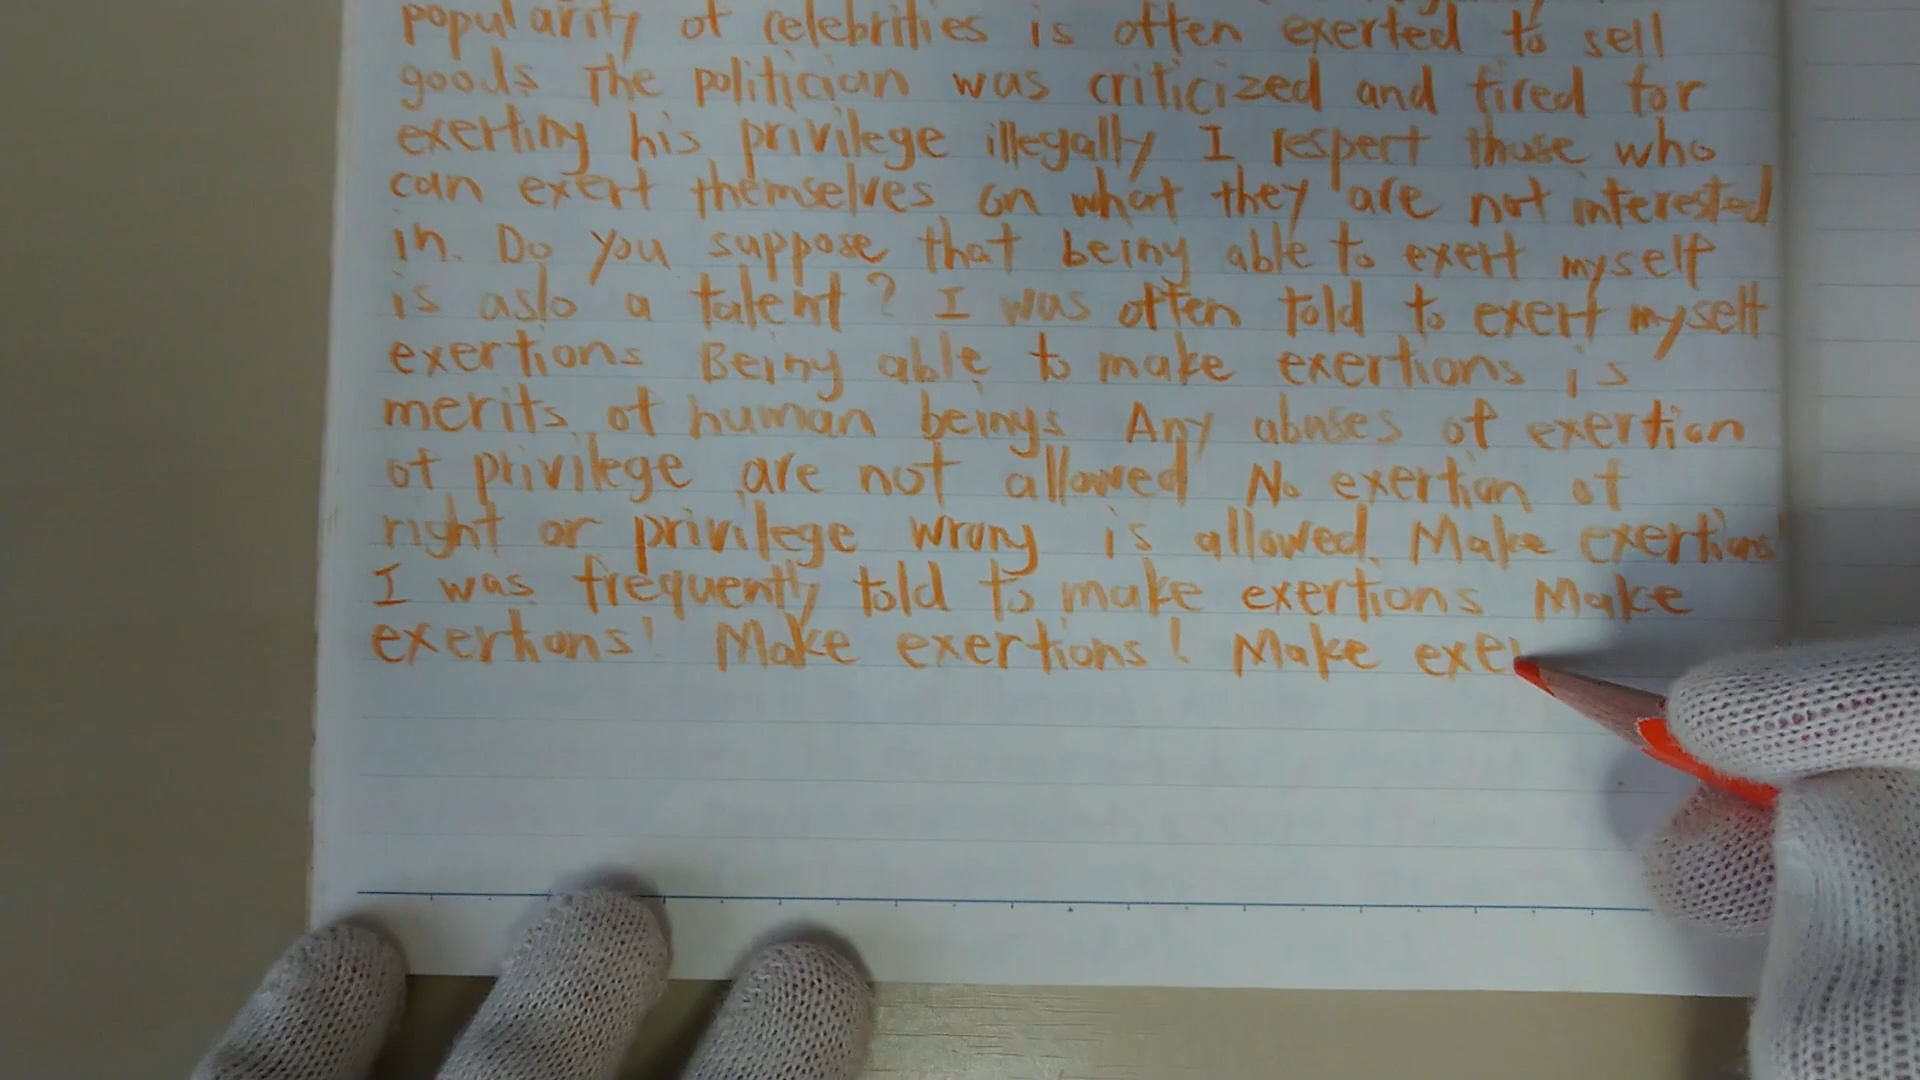 popularity of celebrities is often exerted to sell
goods The politician was criticized and fired for
exerting his privilege illegally I respect those who
can exert themselves on what they are not interested
in. Do you suppose that being able to exert myself
is aslo a talent? I was often told to exert myself
exertions Being able to make exertions is
merits of human beings Any abuses of exertion
of privilege are not allowed No exertion of
right or privilege wrong is allowed. Make exertions
I was frequently told to make exertions Make
exertions! Make exertions! Make exer